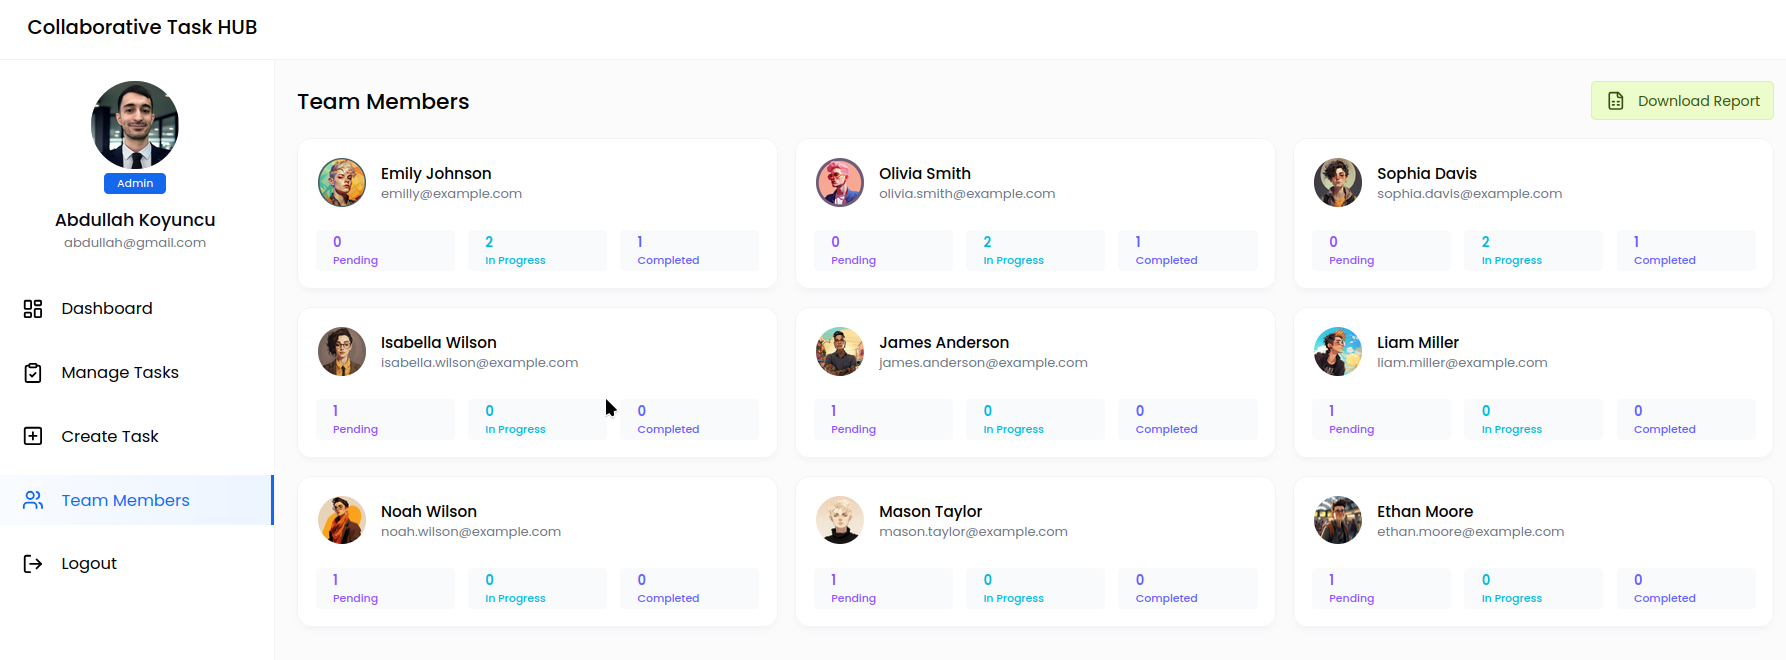 Collaborative Task HUB
Admin
Abdullah Koyuncu
abdullah@gmail.com
Dashboard
Manage Tasks
Create Task
Team Members
Logout
Team Members
Download Report
Emily Johnson
emilly@example.com
0
Pending
2
In Progress
1
Completed
Olivia Smith
olivia.smith@example.com
0
Pending
2
In Progress
1
Completed
Sophia Davis
sophia.davis@example.com
0
Pending
2
In Progress
1
Completed
Isabella Wilson
isabella.wilson@example.com
1
Pending
0
In Progress
0
Completed
James Anderson
james.anderson@example.com
1
Pending
0
In Progress
0
Completed
Liam Miller
liam.miller@example.com
1
Pending
0
In Progress
0
Completed
Noah Wilson
noah.wilson@example.com
1
Pending
0
In Progress
0
Completed
Mason Taylor
mason.taylor@example.com
1
Pending
0
In Progress
0
Completed
Ethan Moore
ethan.moore@example.com
1
Pending
0
In Progress
0
Completed